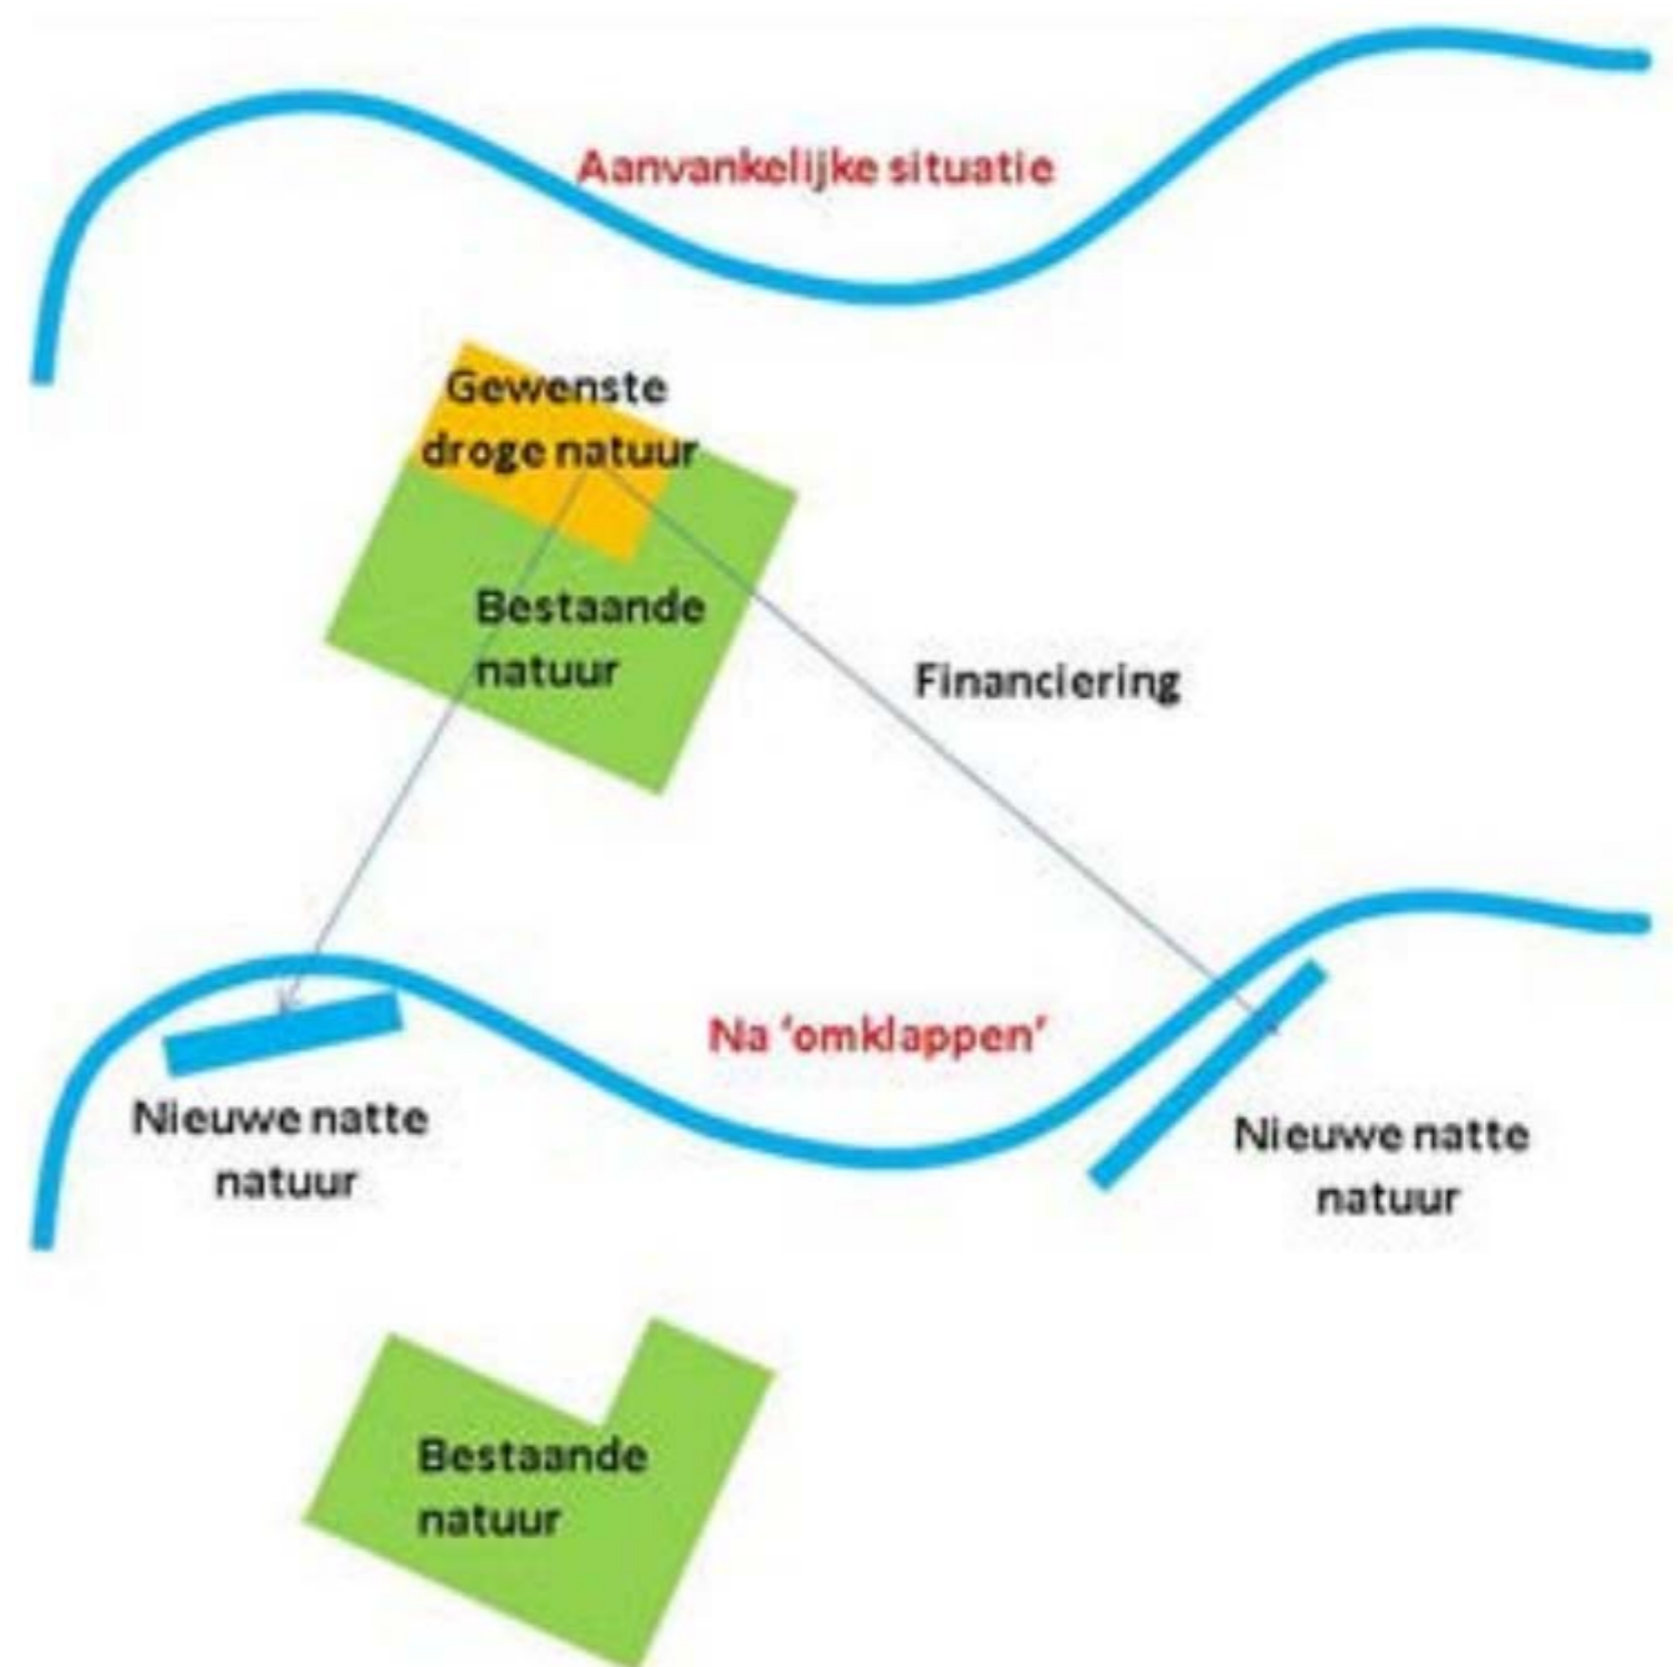 Aanvankelijke situatie
Gewenste
droge natuur
Bestaande
natuur
Financiering
Na ‘omklappen’
Nieuwe natte
natuur
Nieuwe natte
natuur
Bestaande
natuur